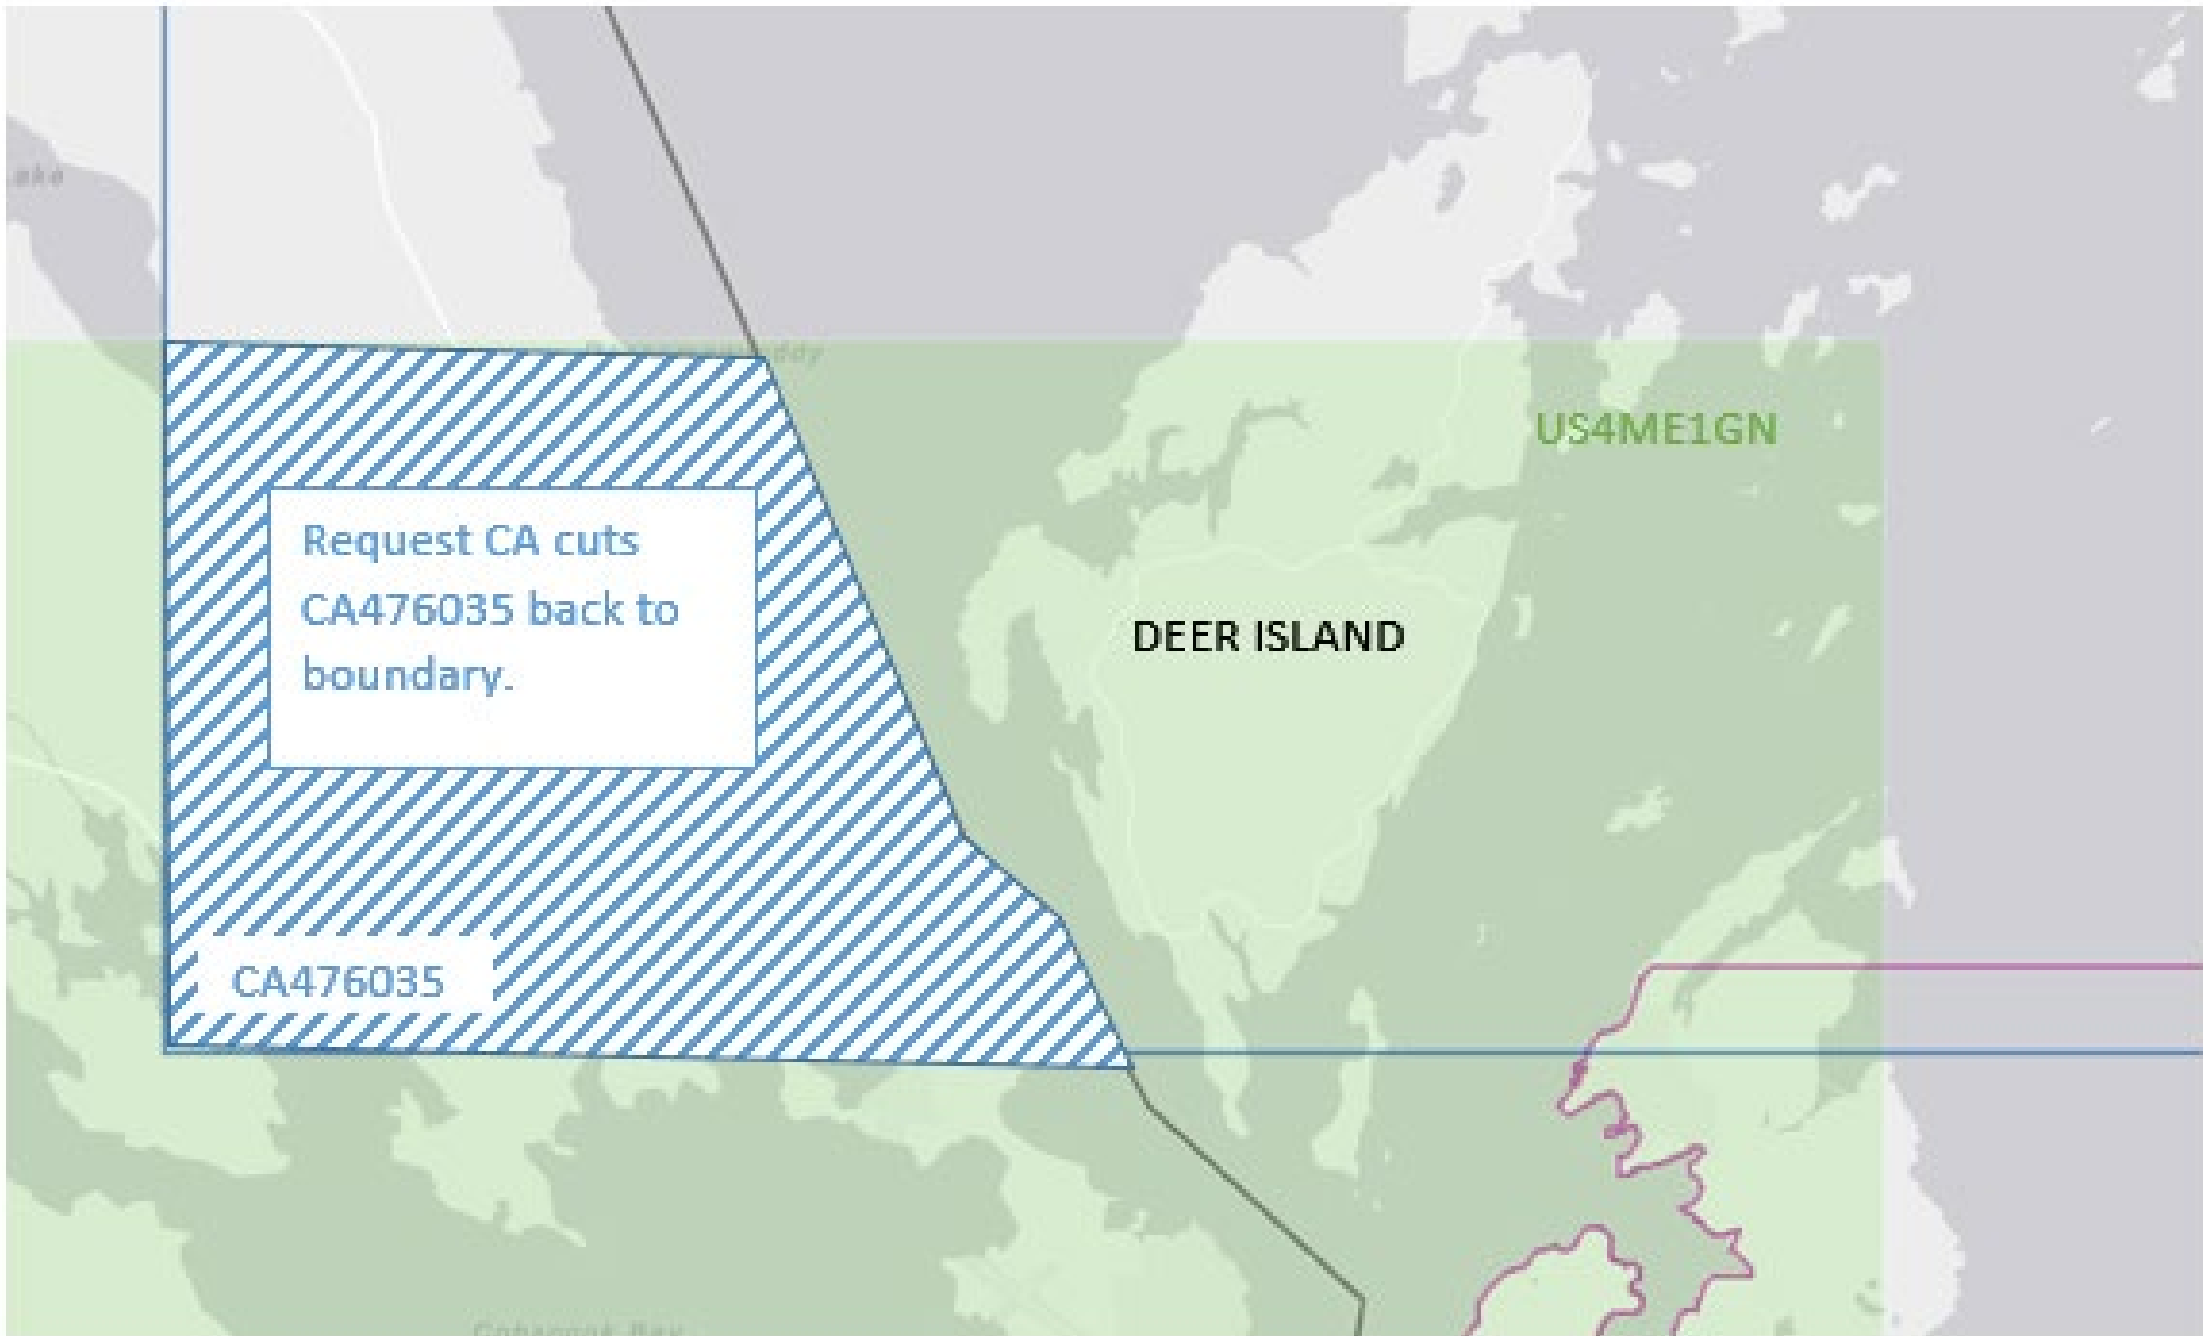 US4ME1GN
Request CA cuts
CA476035 back to
boundary.
DEER ISLAND
CA476035